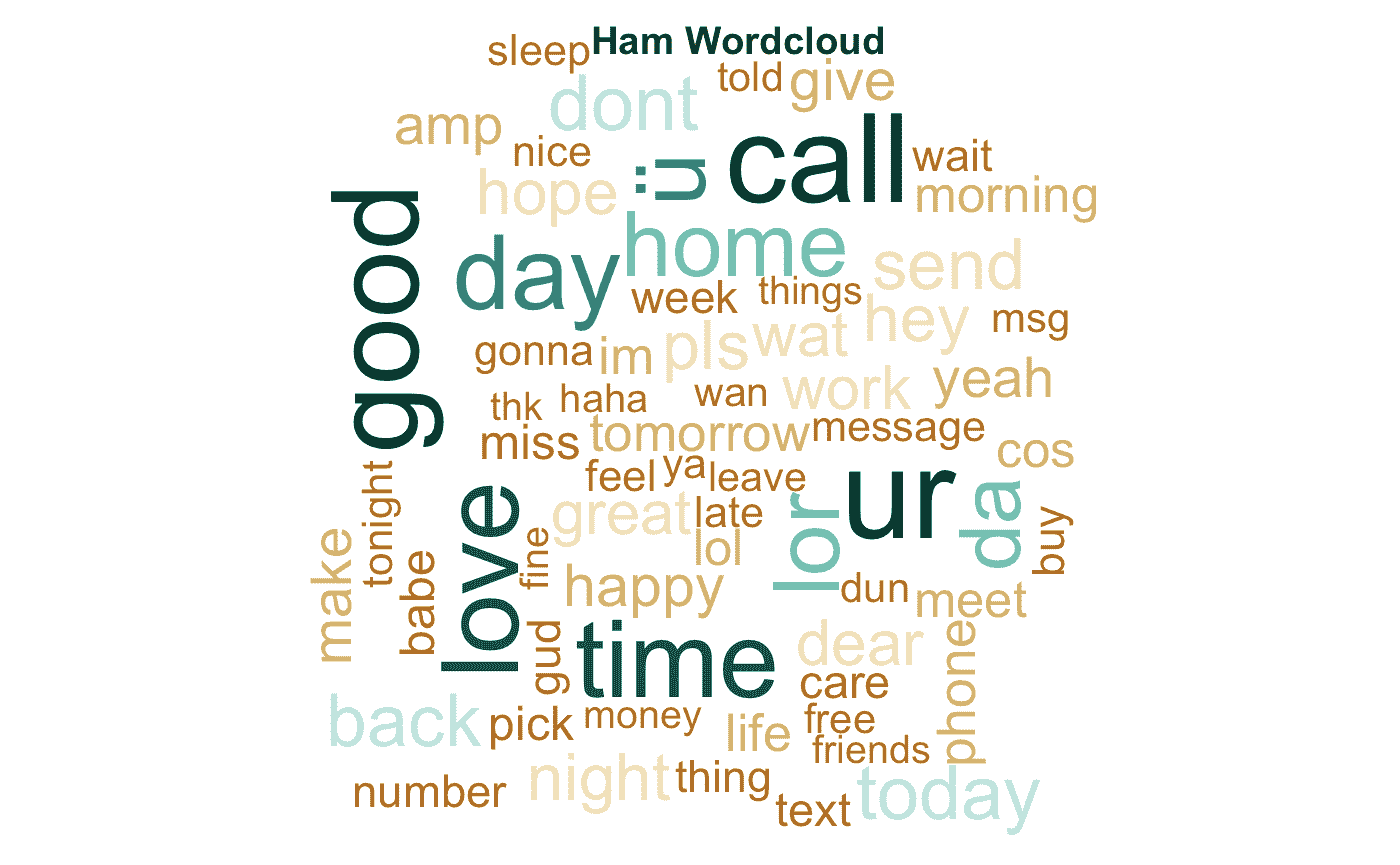 Ham Wordcloud
sleep
told
give
dont
amp
nice
call
wait
ü
hope
morning
good
home
day
send
week
things
hey
msg
pls
wat
gonna
im
work
yeah
thk
haha
wan
tomorrow
message
miss
cos
feel
ya
leave
ur
tonight
love
great
late
lor
da
buy
fine
lol
make
babe
happy
dun
meet
gud
time
dear
phone
care
back
pick
money
life
free
friends
number
night
thing
text
today